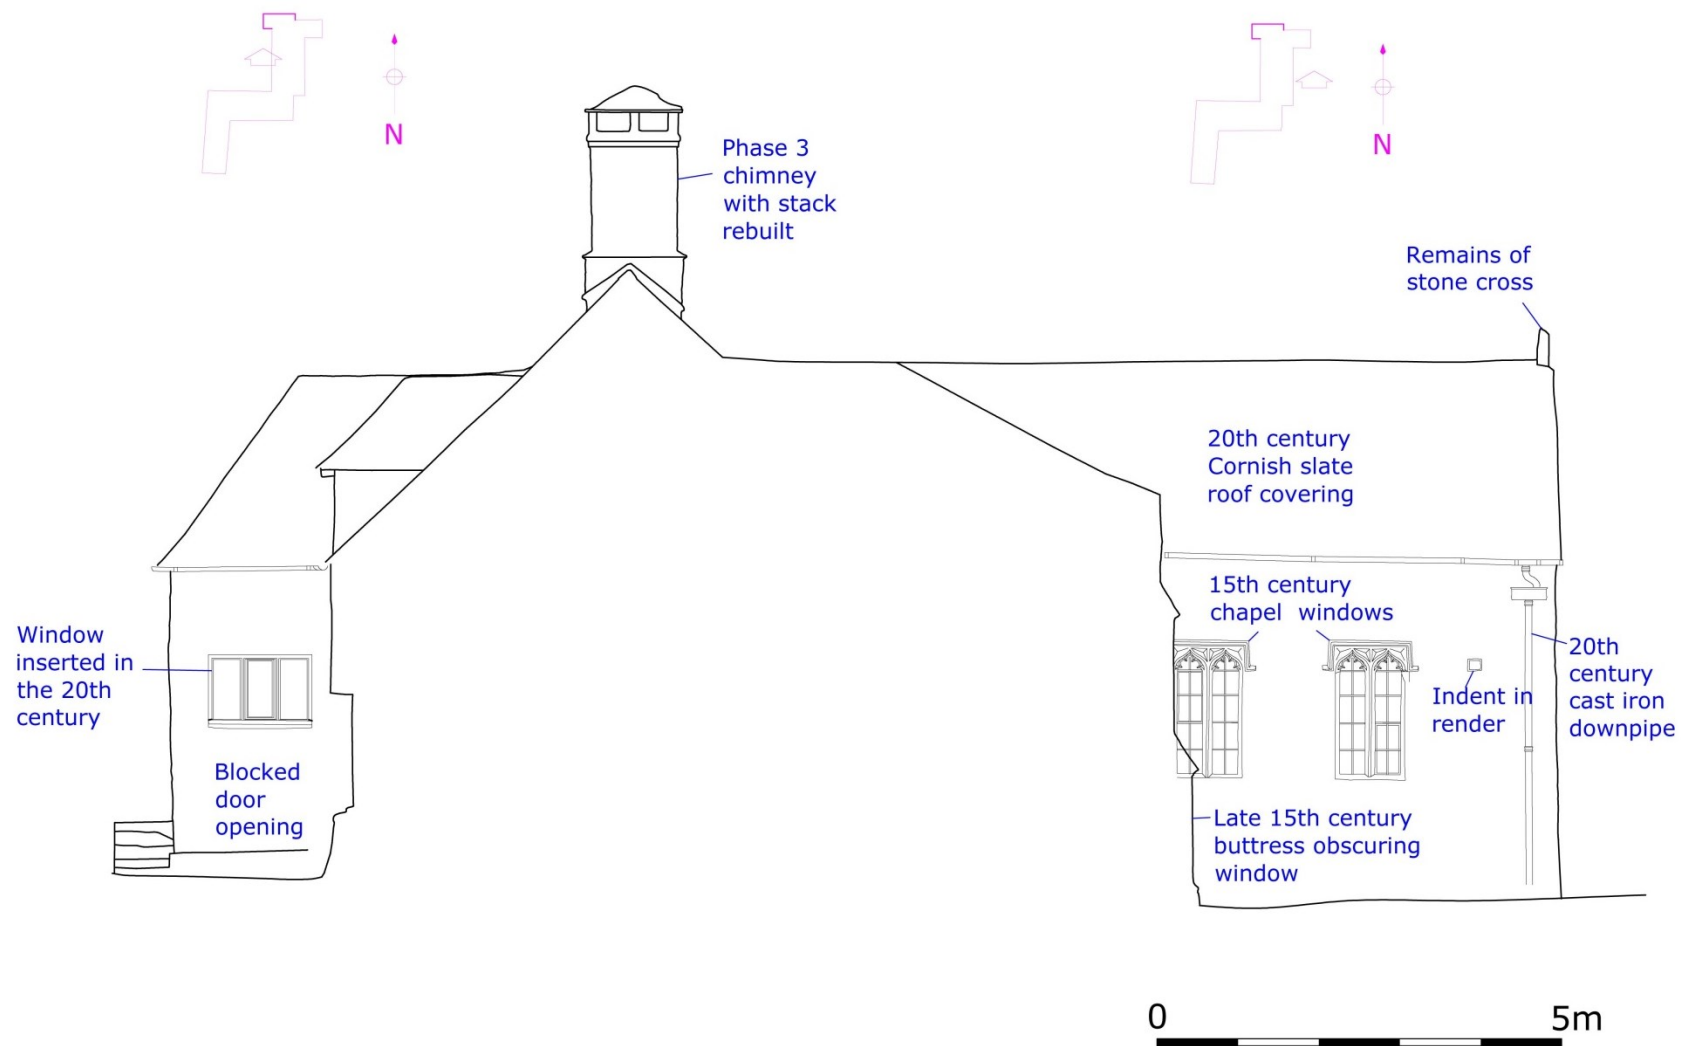 N
N
Phase 3
chimney
with stack
rebuilt
Remains of
stone cross
20th century
Cornish slate
roof covering
15th century
chapel windows
Window
inserted in
the 20th
century
20th
century
cast iron
downpipe
Indent in
render
Blocked
door
opening
Late 15th century
buttress obscuring
window
0
5m